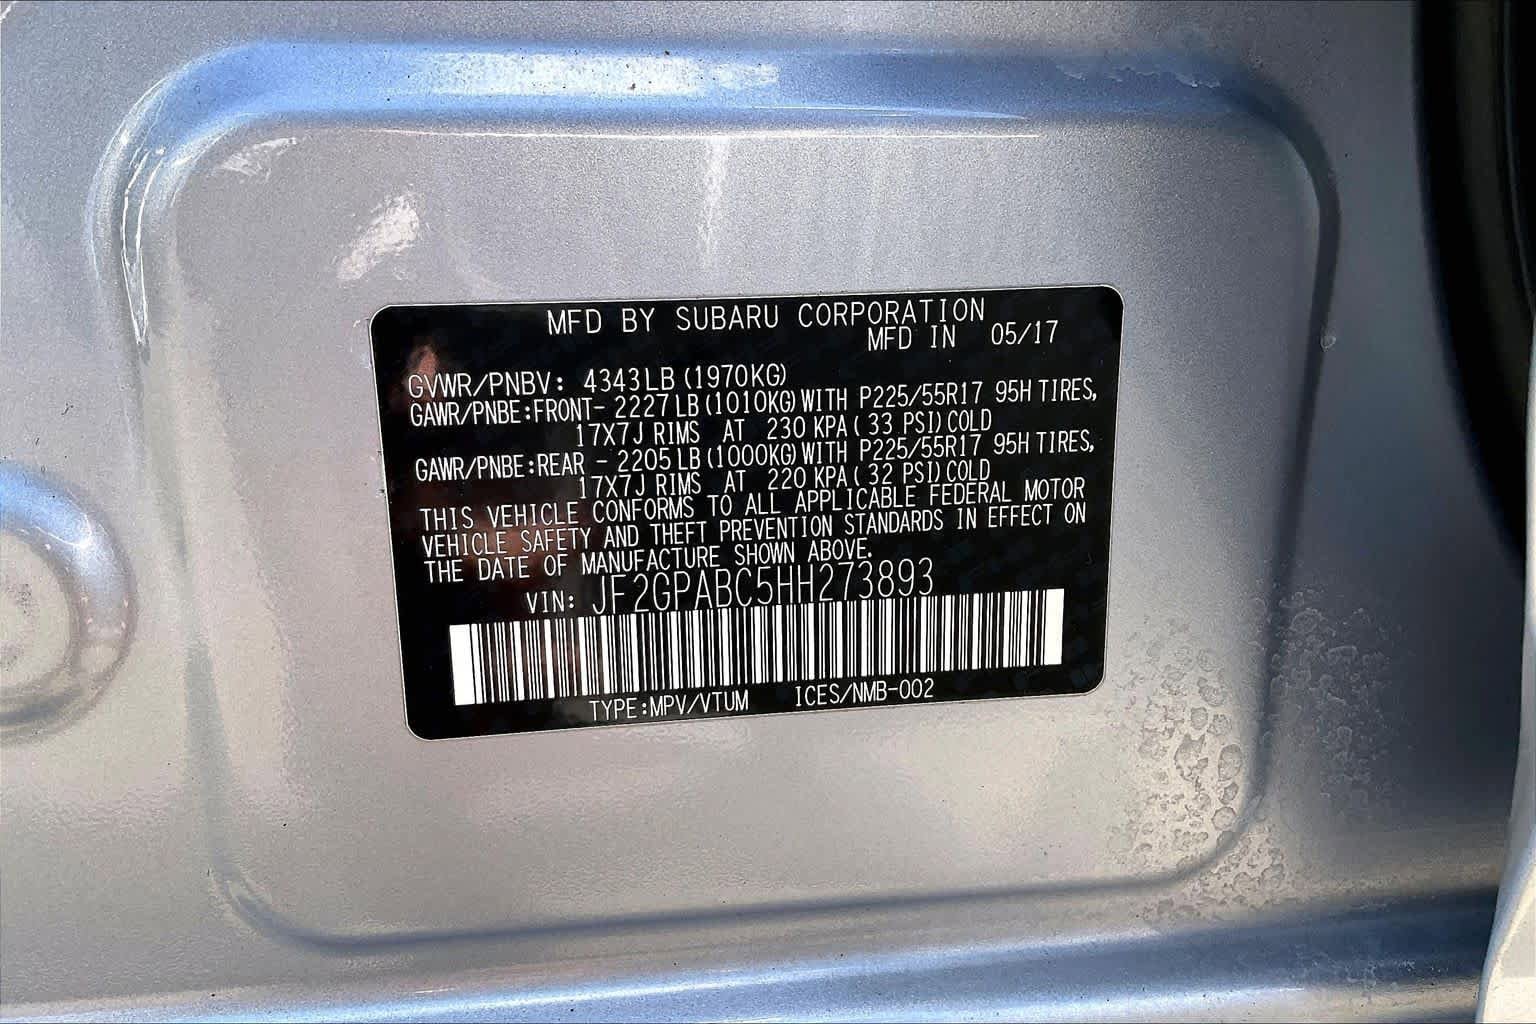 MFD BY SUBARU CORPORATION
MFD IN 05/17
GVWR/PNBV: 4343LB(1970KG)
GAWR/PNBE:FRONT- 2227LB(1010KG)WITH P225/55R17 95H TIRES,
17X7J RIMS AT 230 KPA( 33 PSI)COLD
GAWR/PNBE:REAR - 2205LB(1000KG)WITH P225/55R17 95H TIRES,
17X7J RIMS AT 220 KPA( 32 PSI)COLD
THIS VEHICLE CONFORMS TO ALL APPLICABLE FEDERAL MOTOR
VEHICLE SAFETY AND THEFT PREVENTION STANDARDS IN EFFECT ON
THE DATE OF MANUFACTURE SHOWN ABOVE.
VIN: JF2GPABC5HH273893
TYPE:MPV/VTUM ICES/NMB-002